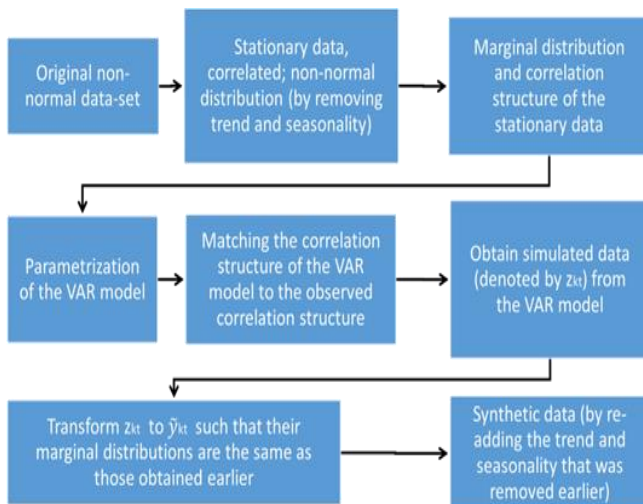 Original non-
normal data-set
Stationary data,
correlated; non-normal
distribution (by removing
trend and seasonality)
Marginal distribution
and correlation
structure of the
stationary data
Parametrization
of the VAR model
Matching the correlation
structure of the VAR
model to the observed
correlation structure
Obtain simulated data
(denoted by zkt) from
the VAR model
Transform zkt to ỹkt such that their
marginal distributions are the same as
those obtained earlier
Synthetic data (by re-
adding the trend and
seasonality that was
removed earlier)